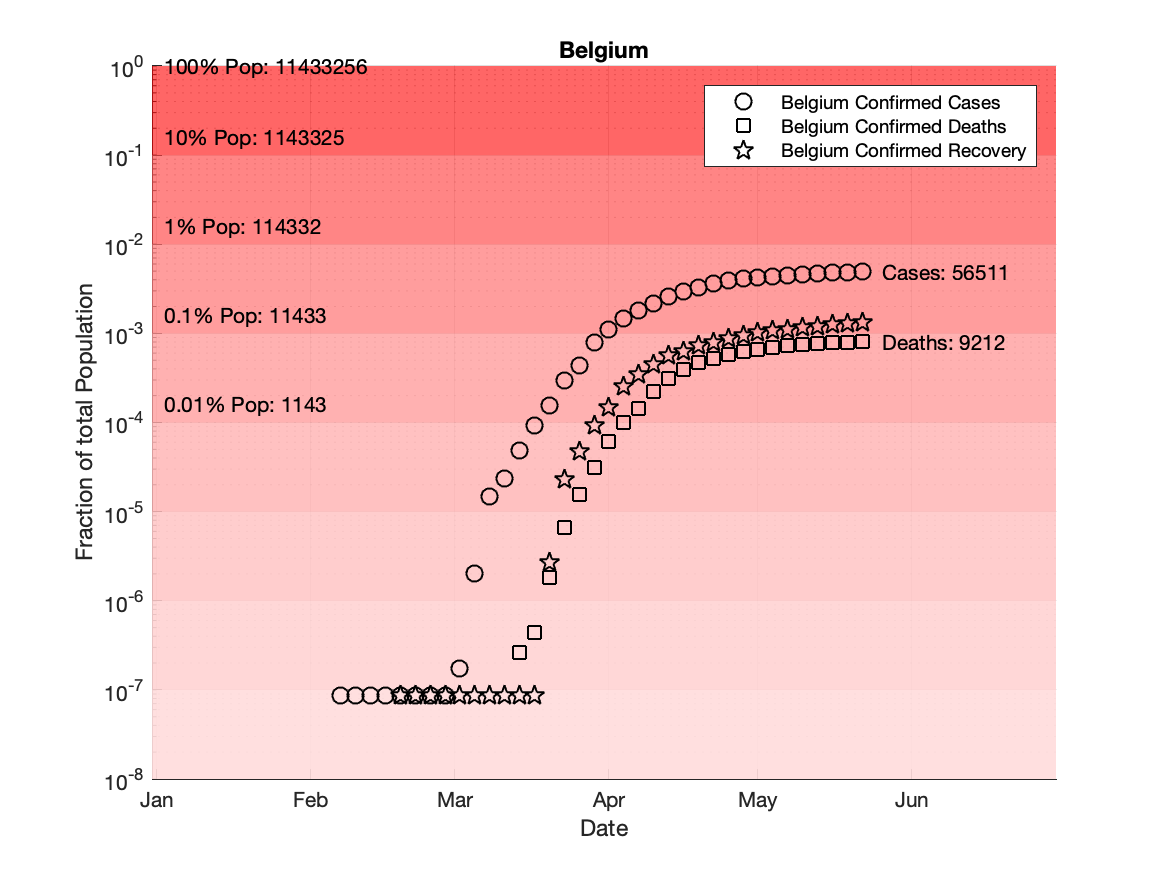 Belgium
10^0
100% Pop: 11433256
Belgium Confirmed Cases
Belgium Confirmed Deaths
Belgium Confirmed Recovery
10% Pop: 1143325
10^-1
1% Pop: 114332
10^-2
Cases: 56511
0.1% Pop: 11433
10^-3
Deaths: 9212
0.01% Pop: 1143
10^-4
10^-5
10^-6
10^-7
10^-8
Fraction of total Population
Jan Feb Mar Apr May Jun
Date